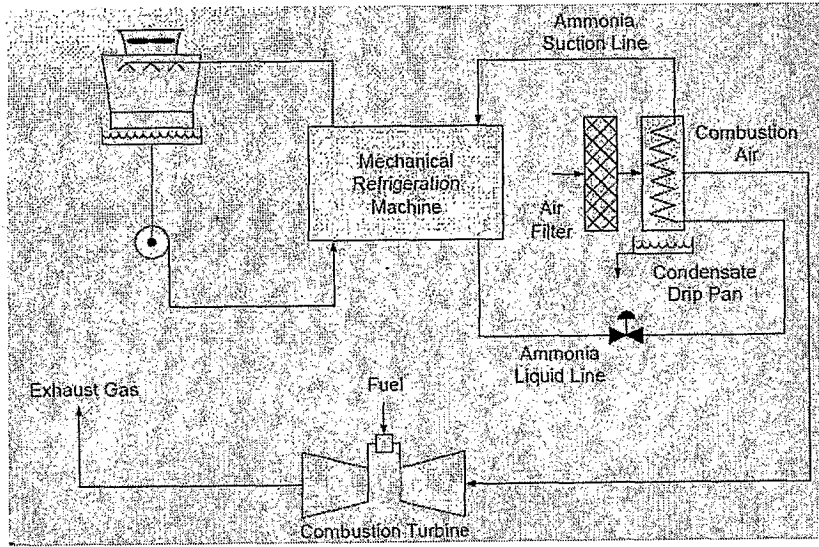 Ammonia
Suction Line
Mechanical
Refrigeration
Machine
Combustion
Air
Air
Filter
Condensate
Drip Pan
Ammonia
Liquid Line
Fuel
Exhaust Gas
Combustion Turbine